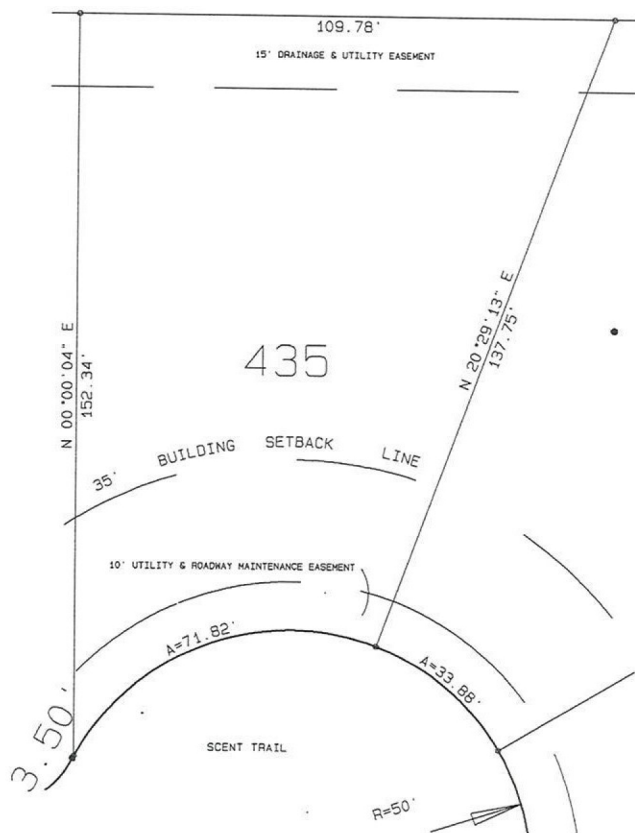 109.78'
15' DRAINAGE & UTILITY EASEMENT
N 00°00'04" E
152.34'
N 20°29'13" E
137.75'
435
35' BUILDING SETBACK LINE
10' UTILITY & ROADWAY MAINTENANCE EASEMENT
A=71.82'
A=33.88'
3.50'
SCENT TRAIL
R=50'